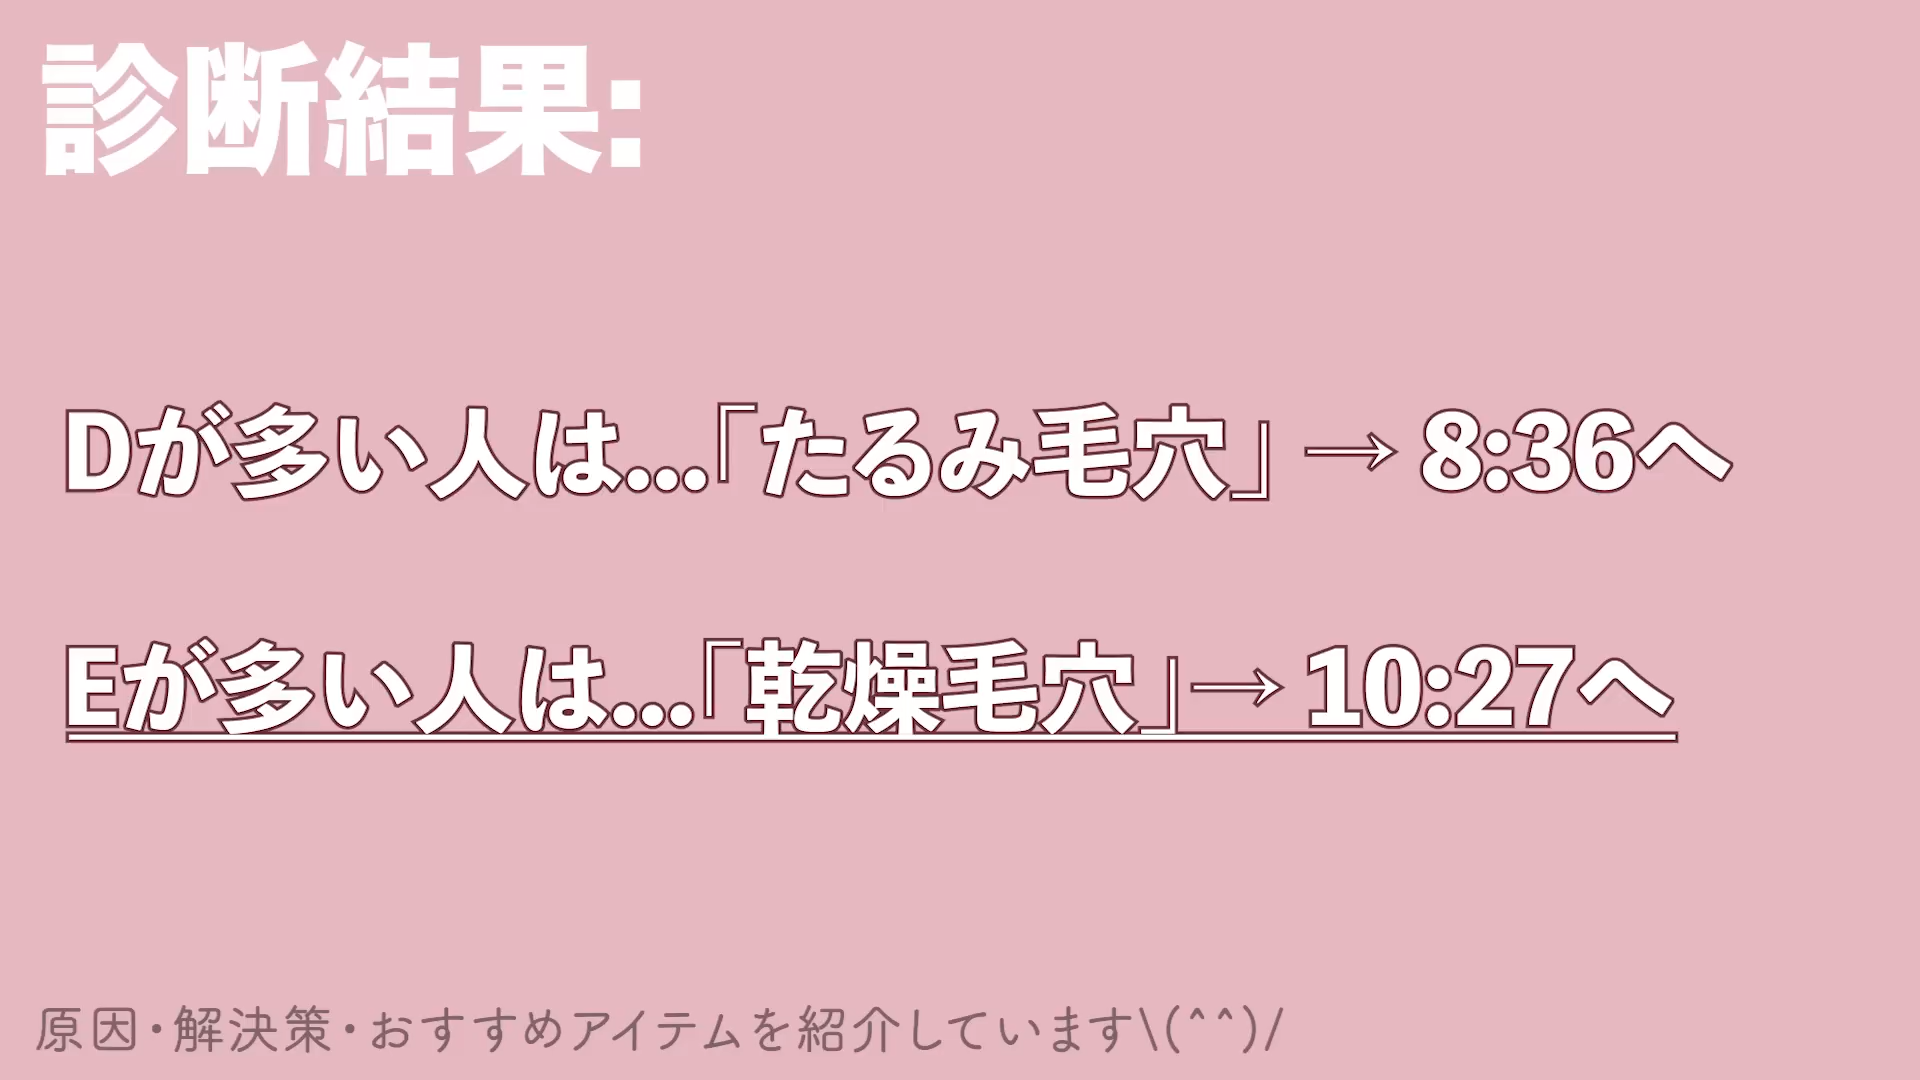 診断結果:
Dが多い人は...「たるみ毛穴」→ 8:36へ
Eが多い人は...「乾燥毛穴」→ 10:27へ
原因・解決策・おすすめアイテムを紹介しています\(^^)/